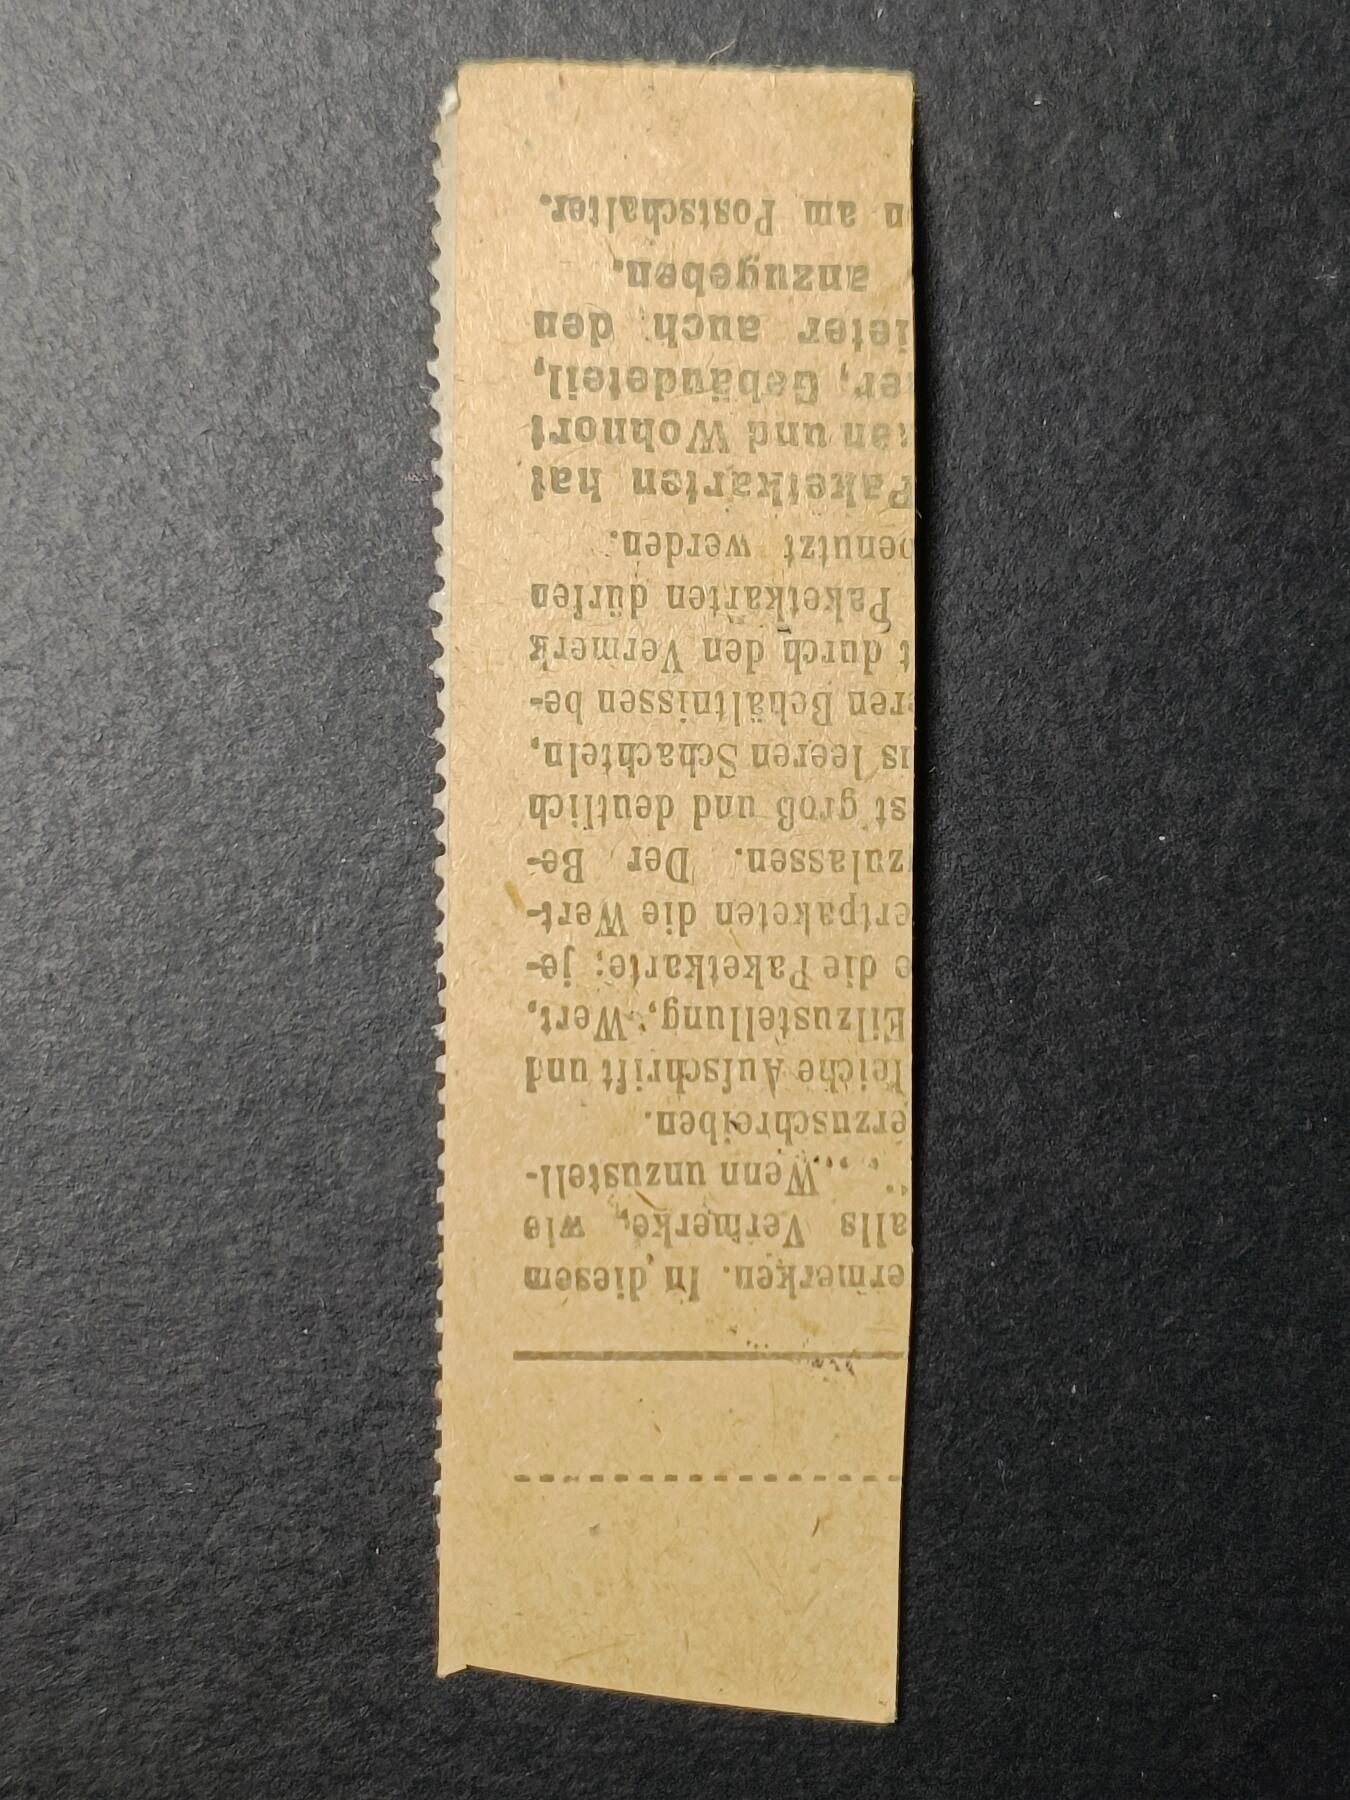 ermerken. In diesem
alls Vermerke, wie
“. „Wenn unzustell-
erzuschreiben.
leiche Aufschrift und
Eilzustellung, Wert,
e die Paketkarte; je-
ertpaketen die Wert-
zulassen. Der Be-
st groß und deutlich
us leeren Schachteln,
eren Behältnissen be-
t durch den Vermerk
Paketkarten dürfen
benutzt werden.
Paketkarten hat
und Wohnort
er, Gebäudeteil,
ieter auch den
anzugeben.
n am Postschalter.